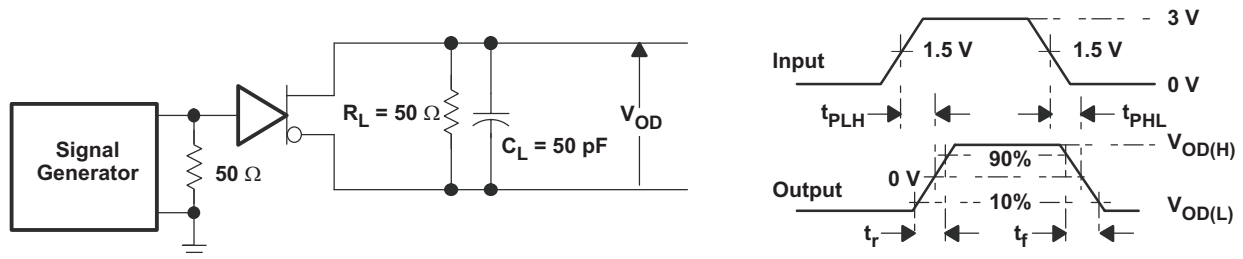 Signal
Generator
50 Ω
R_L = 50 Ω
C_L = 50 pF
V_OD
Input
1.5 V
1.5 V
3 V
0 V
t_PLH
t_PHL
Output
0 V
90%
10%
V_OD(H)
V_OD(L)
t_r
t_f